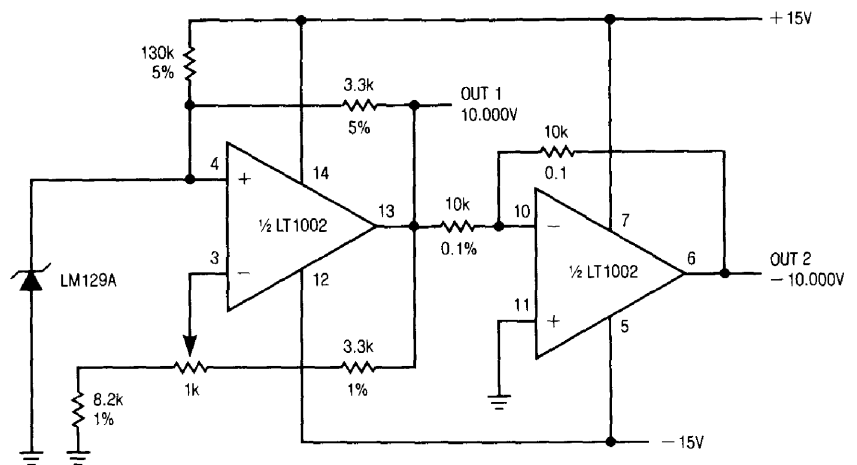 +15V
130k
5%
3.3k
5%
OUT 1
10.000V
10k
0.1
4
+
14
½ LT1002
13
10k
0.1%
10
−
7
½ LT1002
6
OUT 2
−10.000V
3
−
12
11
+
5
LM129A
3.3k
1%
1k
8.2k
1%
−15V